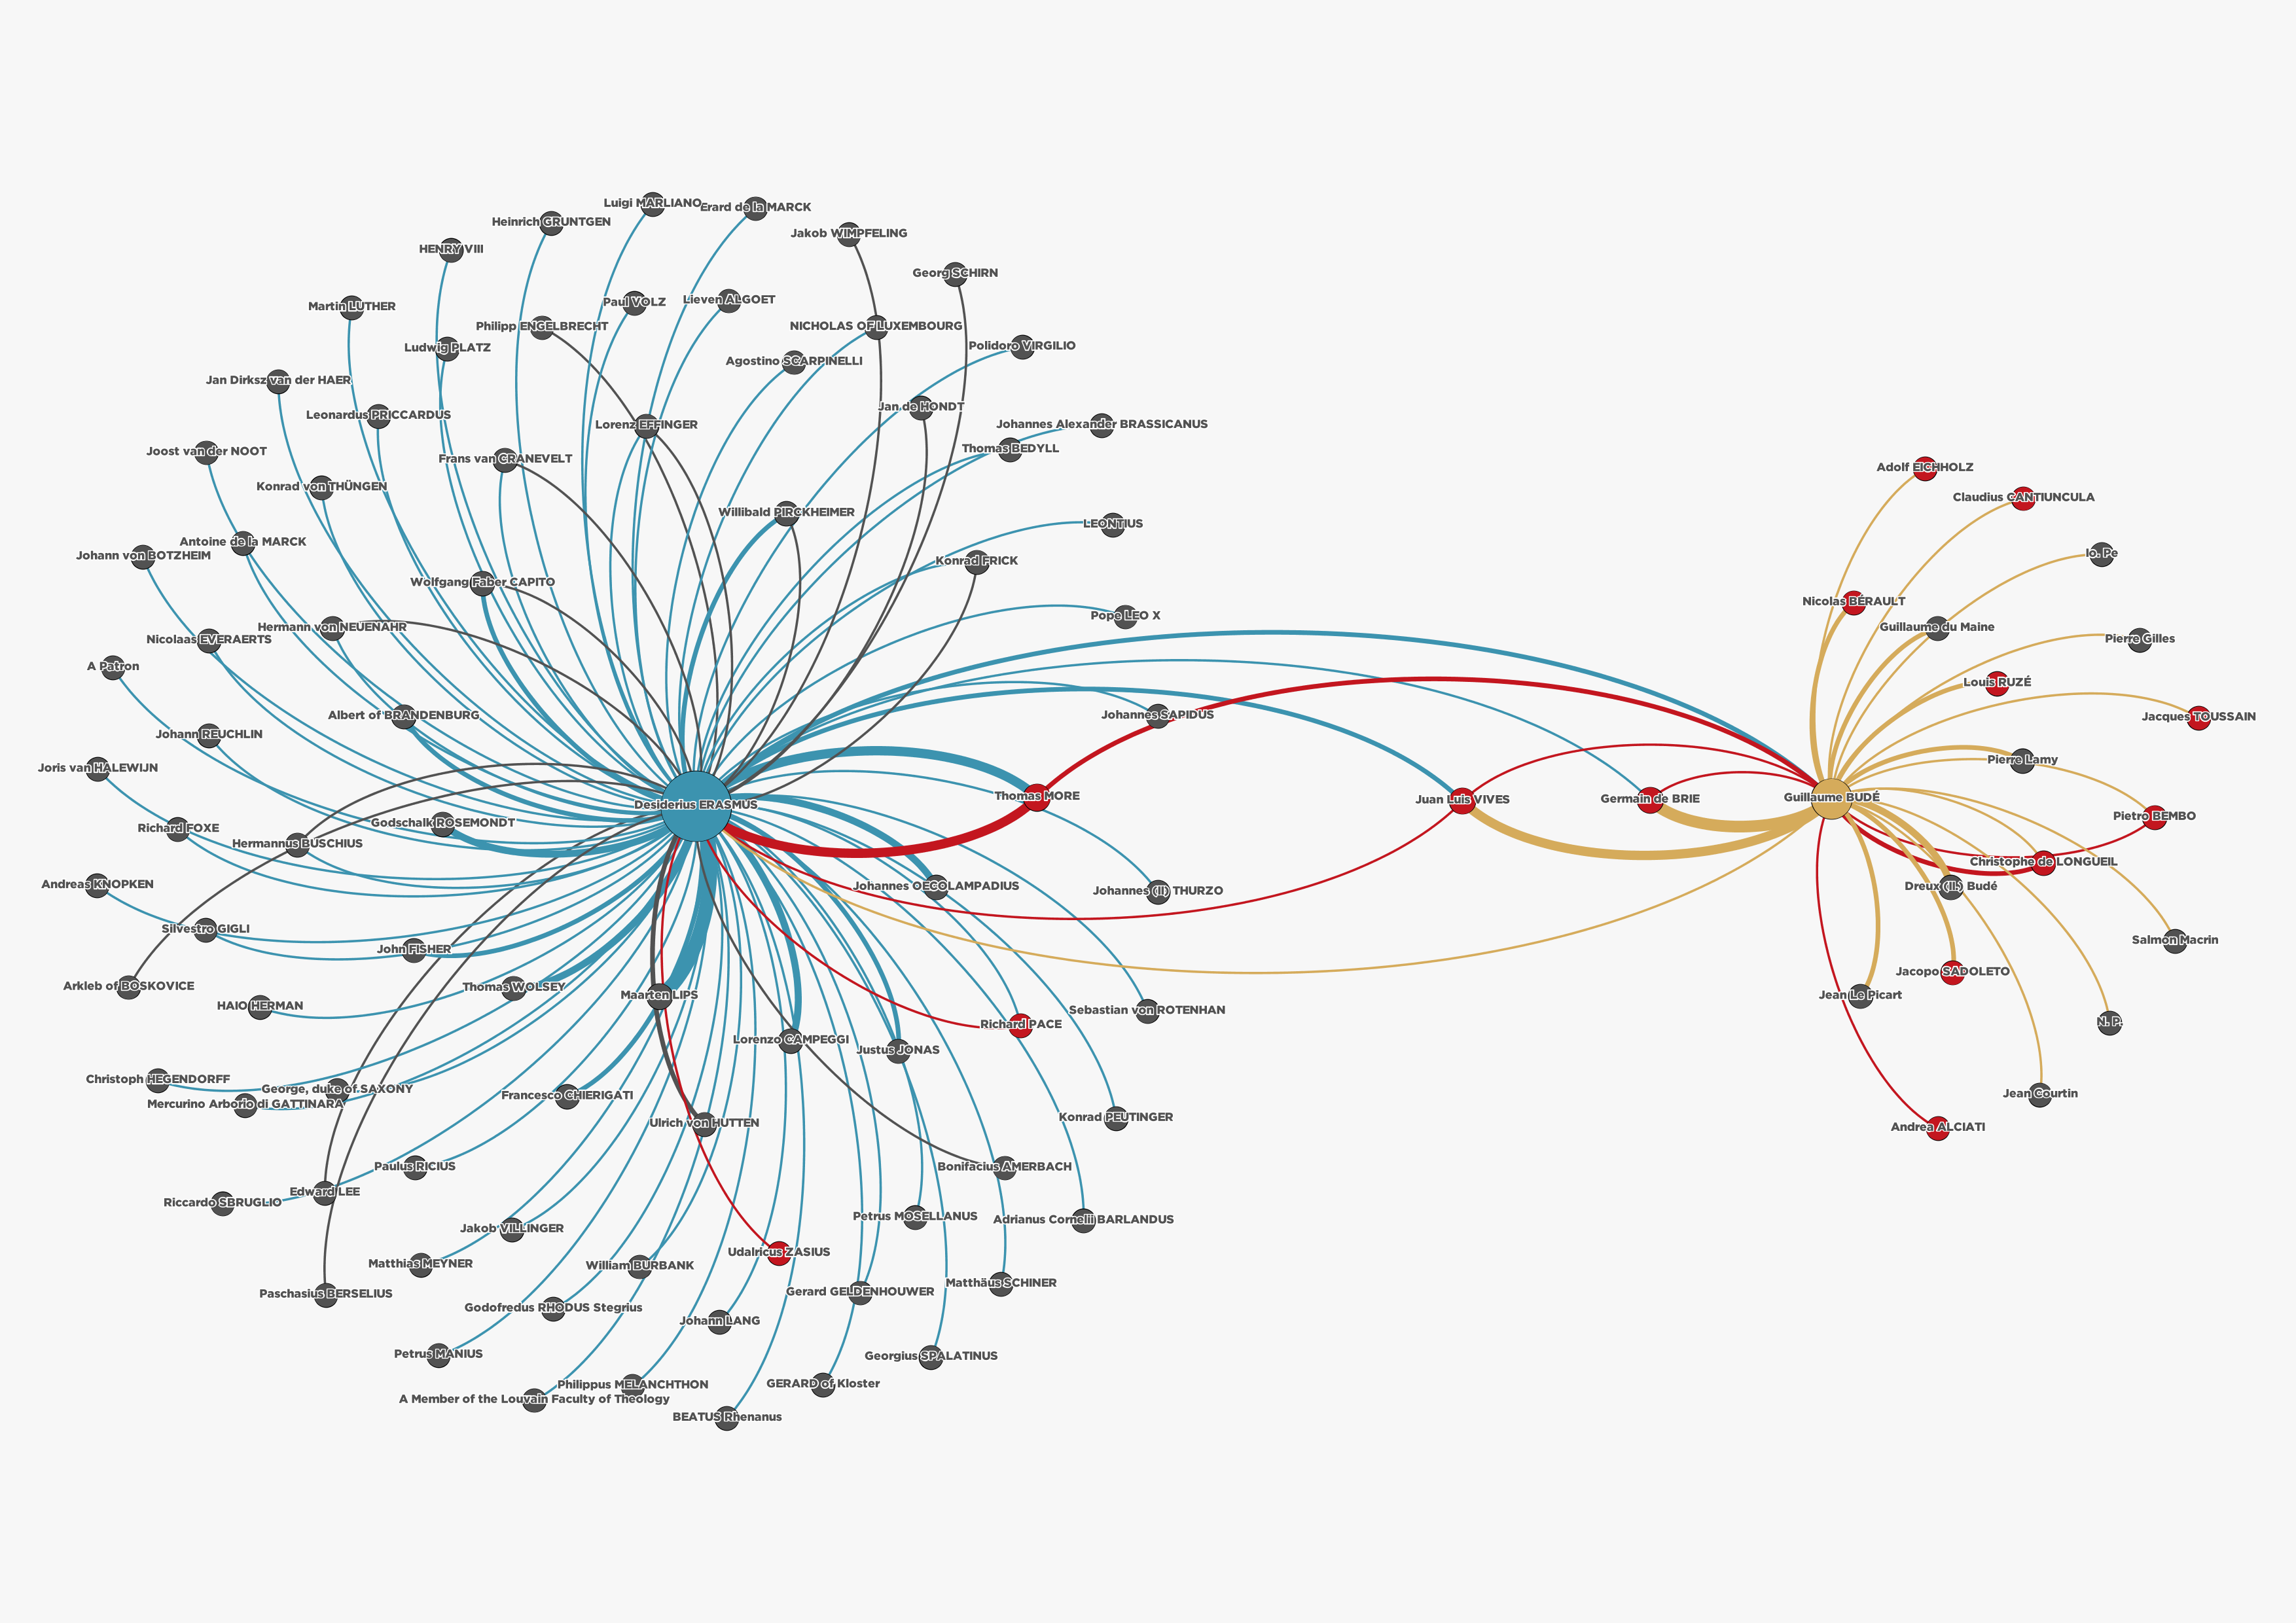 Luigi MARLIANO
Erard de la MARCK
Heinrich GRUNTGEN
Jakob WIMPFELING
HENRY VIII
Georg SCHIRN
Martin LUTHER
Paul VOLZ
Lieven ALGOET
Philipp ENGELBRECHT
NICHOLAS OF LUXEMBOURG
Ludwig PLATZ
Polidoro VIRGILIO
Agostino SCARPINELLI
Jan Dirksz van der HAER
Jan de HONDT
Leonardus PRICCARDUS
Lorenz EFFINGER
Johannes Alexander BRASSICANUS
Thomas BEDYLL
Joost van der NOOT
Frans van CRANEVELT
Adolf EICHHOLZ
Konrad von THÜNGEN
Claudius CANTIUNCULA
Willibald PIRCKHEIMER
LEONTIUS
Antoine de la MARCK
Johann von BOTZHEIM
Io. Pe
Konrad FRICK
Wolfgang Faber CAPITO
Nicolas BÉRAULT
Pope LEO X
Hermann von NEUENAHR
Guillaume du Maine
Nicolaas EVERAERTS
Pierre Gilles
A Patron
Louis RUZÉ
Albert of BRANDENBURG
Johannes SAPIDUS
Jacques TOUSSAIN
Johann REUCHLIN
Pierre Lamy
Joris van HALEWIJN
Thomas MORE
Juan Luis VIVES
Germain de BRIE
Guillaume BUDÉ
Desiderius ERASMUS
Pietro BEMBO
Godschalk ROSEMONDT
Richard FOXE
Hermannus BUSCHIUS
Christophe de LONGUEIL
Andreas KNOPKEN
Johannes OECOLAMPADIUS
Johannes (II) THURZO
Dreux (II.) Budé
Silvestro GIGLI
John FISHER
Salmon Macrin
Jacopo SADOLETO
Arkleb of BOSKOVICE
Thomas WOLSEY
Maarten LIPS
Jean Le Picart
HAIO HERMAN
Sebastian von ROTENHAN
Richard PACE
N. P.
Lorenzo CAMPEGGI
Justus JONAS
Christoph HEGENDORFF
George, duke of SAXONY
Francesco CHIERIGATI
Jean Courtin
Mercurino Arborio di GATTINARA
Konrad PEUTINGER
Ulrich von HUTTEN
Andrea ALCIATI
Paulus RICIUS
Bonifacius AMERBACH
Edward LEE
Riccardo SBRUGLIO
Petrus MOSELLANUS
Adrianus Cornelii BARLANDUS
Jakob VILLINGER
Udalricus ZASIUS
Matthias MEYNER
William BURBANK
Matthäus SCHINER
Paschasius BERSELIUS
Gerard GELDENHOUWER
Godofredus RHODUS Stegrius
Johann LANG
Petrus MANIUS
Georgius SPALATINUS
Philippus MELANCHTHON
GERARD of Kloster
A Member of the Louvain Faculty of Theology
BEATUS Rhenanus